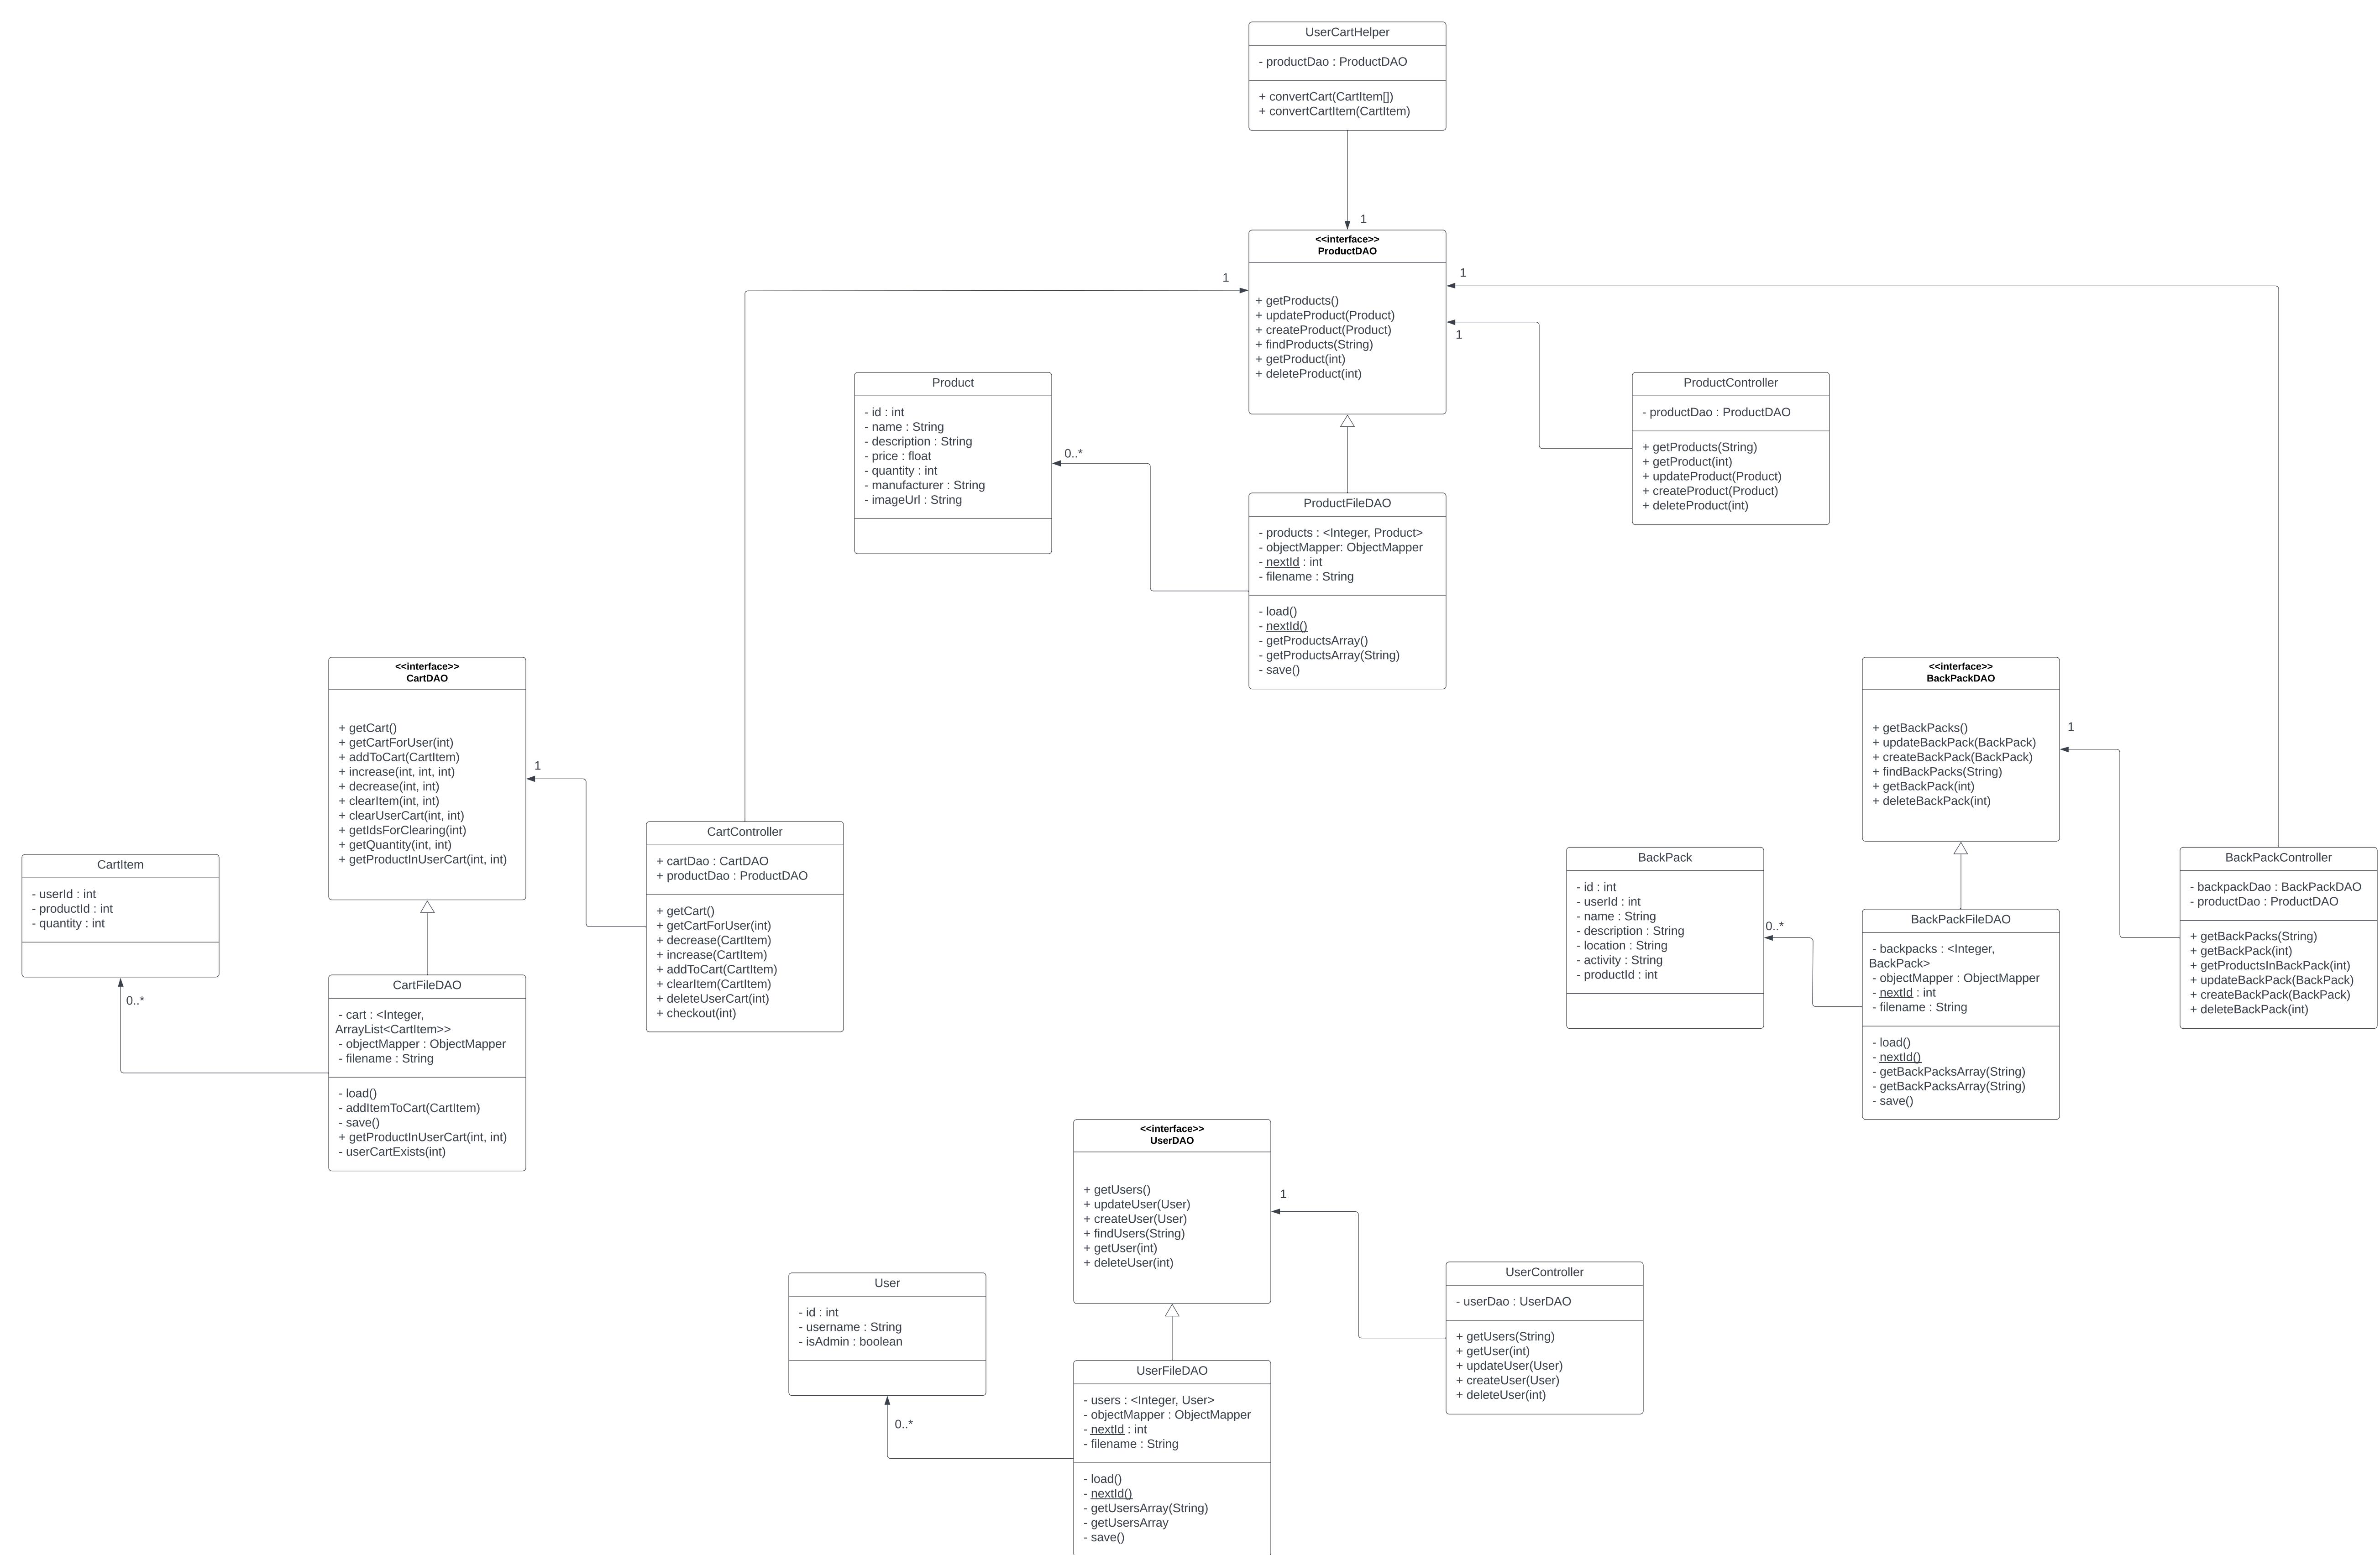 UserCartHelper
- productDao : ProductDAO
+ convertCart(CartItem[])
+ convertCartItem(CartItem)
1
<<interface>>
ProductDAO
+ getProducts()
+ updateProduct(Product)
+ createProduct(Product)
+ findProducts(String)
+ getProduct(int)
+ deleteProduct(int)
1
1
1
Product
- id : int
- name : String
- description : String
- price : float
- quantity : int
- manufacturer : String
- imageUrl : String
0..*
ProductController
- productDao : ProductDAO
+ getProducts(String)
+ getProduct(int)
+ updateProduct(Product)
+ createProduct(Product)
+ deleteProduct(int)
ProductFileDAO
- products : <Integer, Product>
- objectMapper: ObjectMapper
- nextId : int
- filename : String
- load()
- nextId()
- getProductsArray()
- getProductsArray(String)
- save()
<<interface>>
CartDAO
+ getCart()
+ getCartForUser(int)
+ addToCart(CartItem)
+ increase(int, int, int)
+ decrease(int, int)
+ clearItem(int, int)
+ clearUserCart(int, int)
+ getIdsForClearing(int)
+ getQuantity(int, int)
+ getProductInUserCart(int, int)
1
<<interface>>
BackPackDAO
+ getBackPacks()
+ updateBackPack(BackPack)
+ createBackPack(BackPack)
+ findBackPacks(String)
+ getBackPack(int)
+ deleteBackPack(int)
1
CartItem
- userId : int
- productId : int
- quantity : int
0..*
CartController
+ cartDao : CartDAO
+ productDao : ProductDAO
+ getCart()
+ getCartForUser(int)
+ decrease(CartItem)
+ increase(CartItem)
+ addToCart(CartItem)
+ clearItem(CartItem)
+ deleteUserCart(int)
+ checkout(int)
BackPack
- id : int
- userId : int
- name : String
- description : String
- location : String
- activity : String
- productId : int
0..*
BackPackController
- backpackDao : BackPackDAO
- productDao : ProductDAO
+ getBackPacks(String)
+ getBackPack(int)
+ getProductsInBackPack(int)
+ updateBackPack(BackPack)
+ createBackPack(BackPack)
+ deleteBackPack(int)
BackPackFileDAO
- backpacks : <Integer,
BackPack>
- objectMapper : ObjectMapper
- nextId : int
- filename : String
- load()
- nextId()
- getBackPacksArray(String)
- getBackPacksArray(String)
- save()
CartFileDAO
- cart : <Integer,
ArrayList<CartItem>>
- objectMapper : ObjectMapper
- filename : String
- load()
- addItemToCart(CartItem)
- save()
+ getProductInUserCart(int, int)
- userCartExists(int)
<<interface>>
UserDAO
+ getUsers()
+ updateUser(User)
+ createUser(User)
+ findUsers(String)
+ getUser(int)
+ deleteUser(int)
1
User
- id : int
- username : String
- isAdmin : boolean
0..*
UserController
- userDao : UserDAO
+ getUsers(String)
+ getUser(int)
+ updateUser(User)
+ createUser(User)
+ deleteUser(int)
UserFileDAO
- users : <Integer, User>
- objectMapper : ObjectMapper
- nextId : int
- filename : String
- load()
- nextId()
- getUsersArray(String)
- getUsersArray
- save()